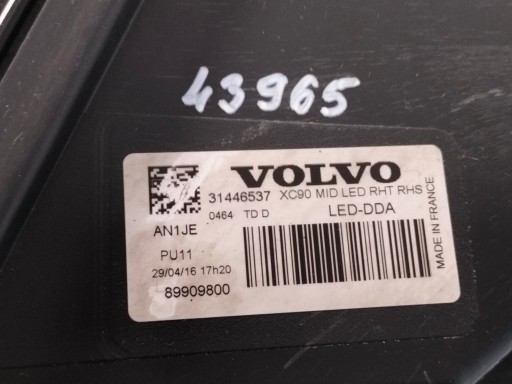 43965
VOLVO
31446537 XC90 MID LED RHT RHS
0464 TD D LED-DDA
AN1JE
PU11
29/04/16 17h20
89909800
MADE IN FRANCE